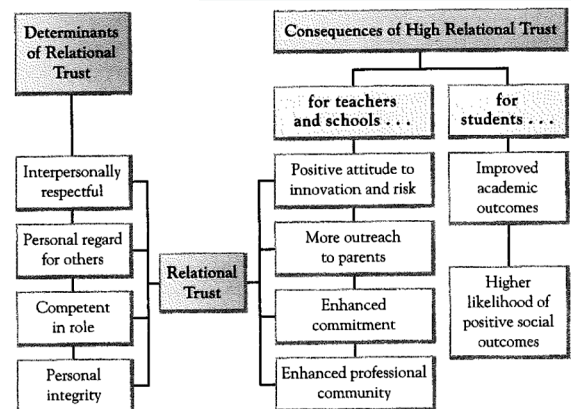 Determinants
of Relational
Trust
Interpersonally
respectful
Personal regard
for others
Competent
in role
Personal
integrity
Relational
Trust
Consequences of High Relational Trust
for teachers
and schools . . .
Positive attitude to
innovation and risk
More outreach
to parents
Enhanced
commitment
Enhanced professional
community
for
students . . .
Improved
academic
outcomes
Higher
likelihood of
positive social
outcomes